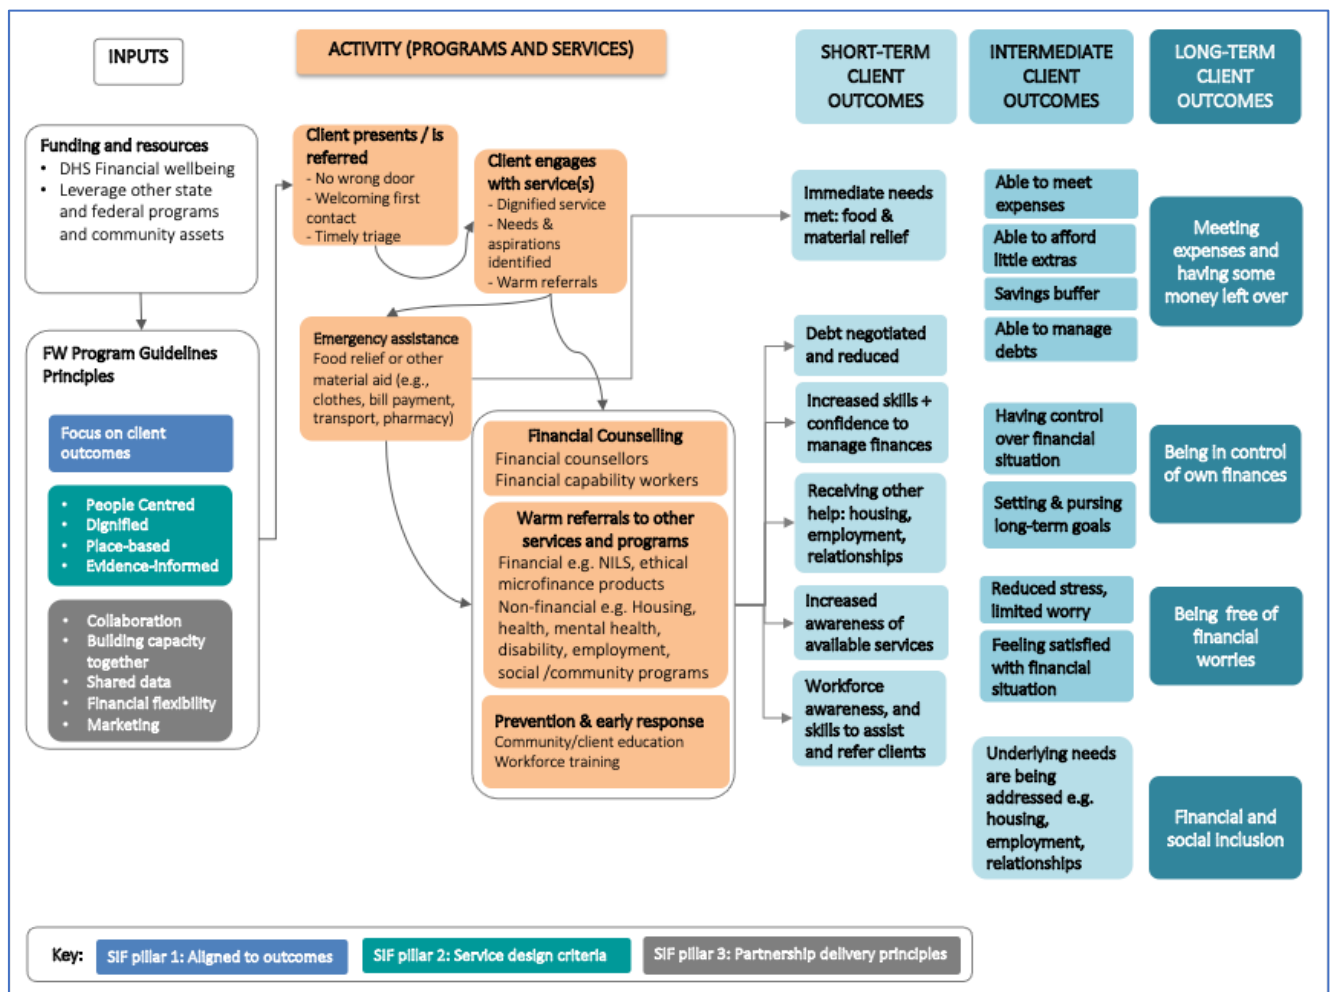 INPUTS
ACTIVITY (PROGRAMS AND SERVICES)
SHORT-TERM
CLIENT
OUTCOMES
INTERMEDIATE
CLIENT
OUTCOMES
LONG-TERM
CLIENT
OUTCOMES
Funding and resources
• DHS Financial wellbeing
• Leverage other state
and federal programs
and community assets
FW Program Guidelines
Principles
Focus on client
outcomes
• People Centred
• Dignified
• Place-based
• Evidence-informed
• Collaboration
• Building capacity
together
• Shared data
• Financial flexibility
• Marketing
Client presents / is
referred
- No wrong door
- Welcoming first
contact
- Timely triage
Client engages
with service(s)
- Dignified service
- Needs &
aspirations
identified
- Warm referrals
Emergency assistance
Food relief or other
material aid (e.g.,
clothes, bill payment,
transport, pharmacy)
Financial Counselling
Financial counsellors
Financial capability workers
Warm referrals to other
services and programs
Financial e.g. NILS, ethical
microfinance products
Non-financial e.g. Housing,
health, mental health,
disability, employment,
social /community programs
Prevention & early response
Community/client education
Workforce training
Immediate needs
met: food &
material relief
Debt negotiated
and reduced
Increased skills +
confidence to
manage finances
Receiving other
help: housing,
employment,
relationships
Increased
awareness of
available services
Workforce
awareness, and
skills to assist
and refer clients
Able to meet
expenses
Able to afford
little extras
Savings buffer
Able to manage
debts
Having control
over financial
situation
Setting & pursing
long-term goals
Reduced stress,
limited worry
Feeling satisfied
with financial
situation
Underlying needs
are being
addressed e.g.
housing,
employment,
relationships
Meeting
expenses and
having some
money left over
Being in control
of own finances
Being free of
financial
worries
Financial and
social inclusion
Key:
SIF pillar 1: Aligned to outcomes
SIF pillar 2: Service design criteria
SIF pillar 3: Partnership delivery principles